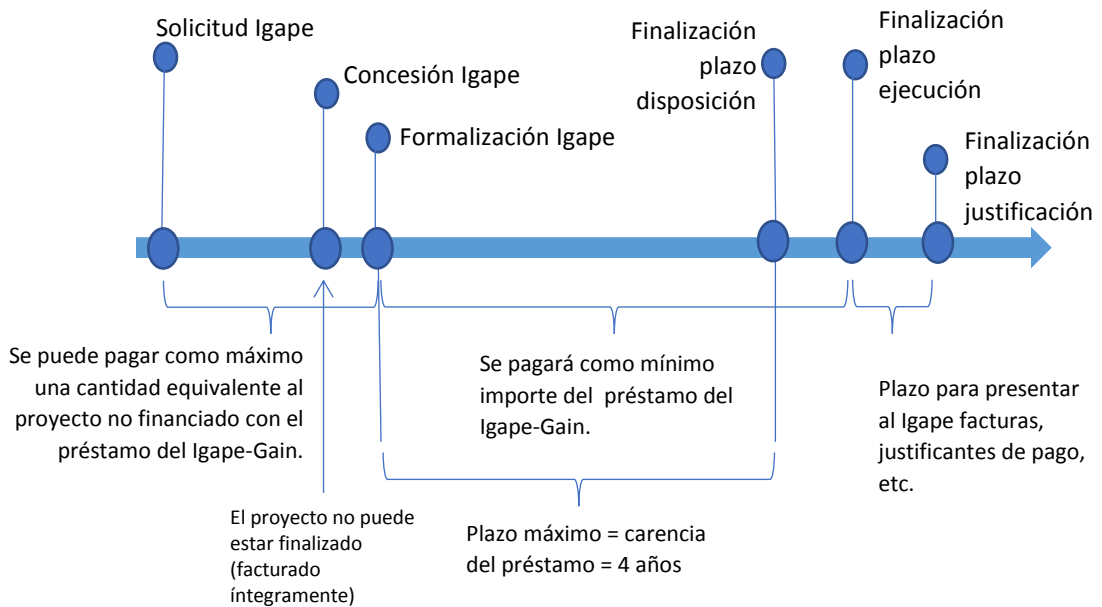 Solicitud Igape
Concesión Igape
Formalización Igape
Finalización
plazo
disposición
Finalización
plazo
ejecución
Finalización
plazo
justificación
Se puede pagar como máximo
una cantidad equivalente al
proyecto no financiado con el
préstamo del Igape-Gain.
Se pagará como mínimo
importe del préstamo del
Igape-Gain.
Plazo para presentar
al Igape facturas,
justificantes de pago,
etc.
El proyecto no puede
estar finalizado
(facturado
íntegramente)
Plazo máximo = carencia
del préstamo = 4 años